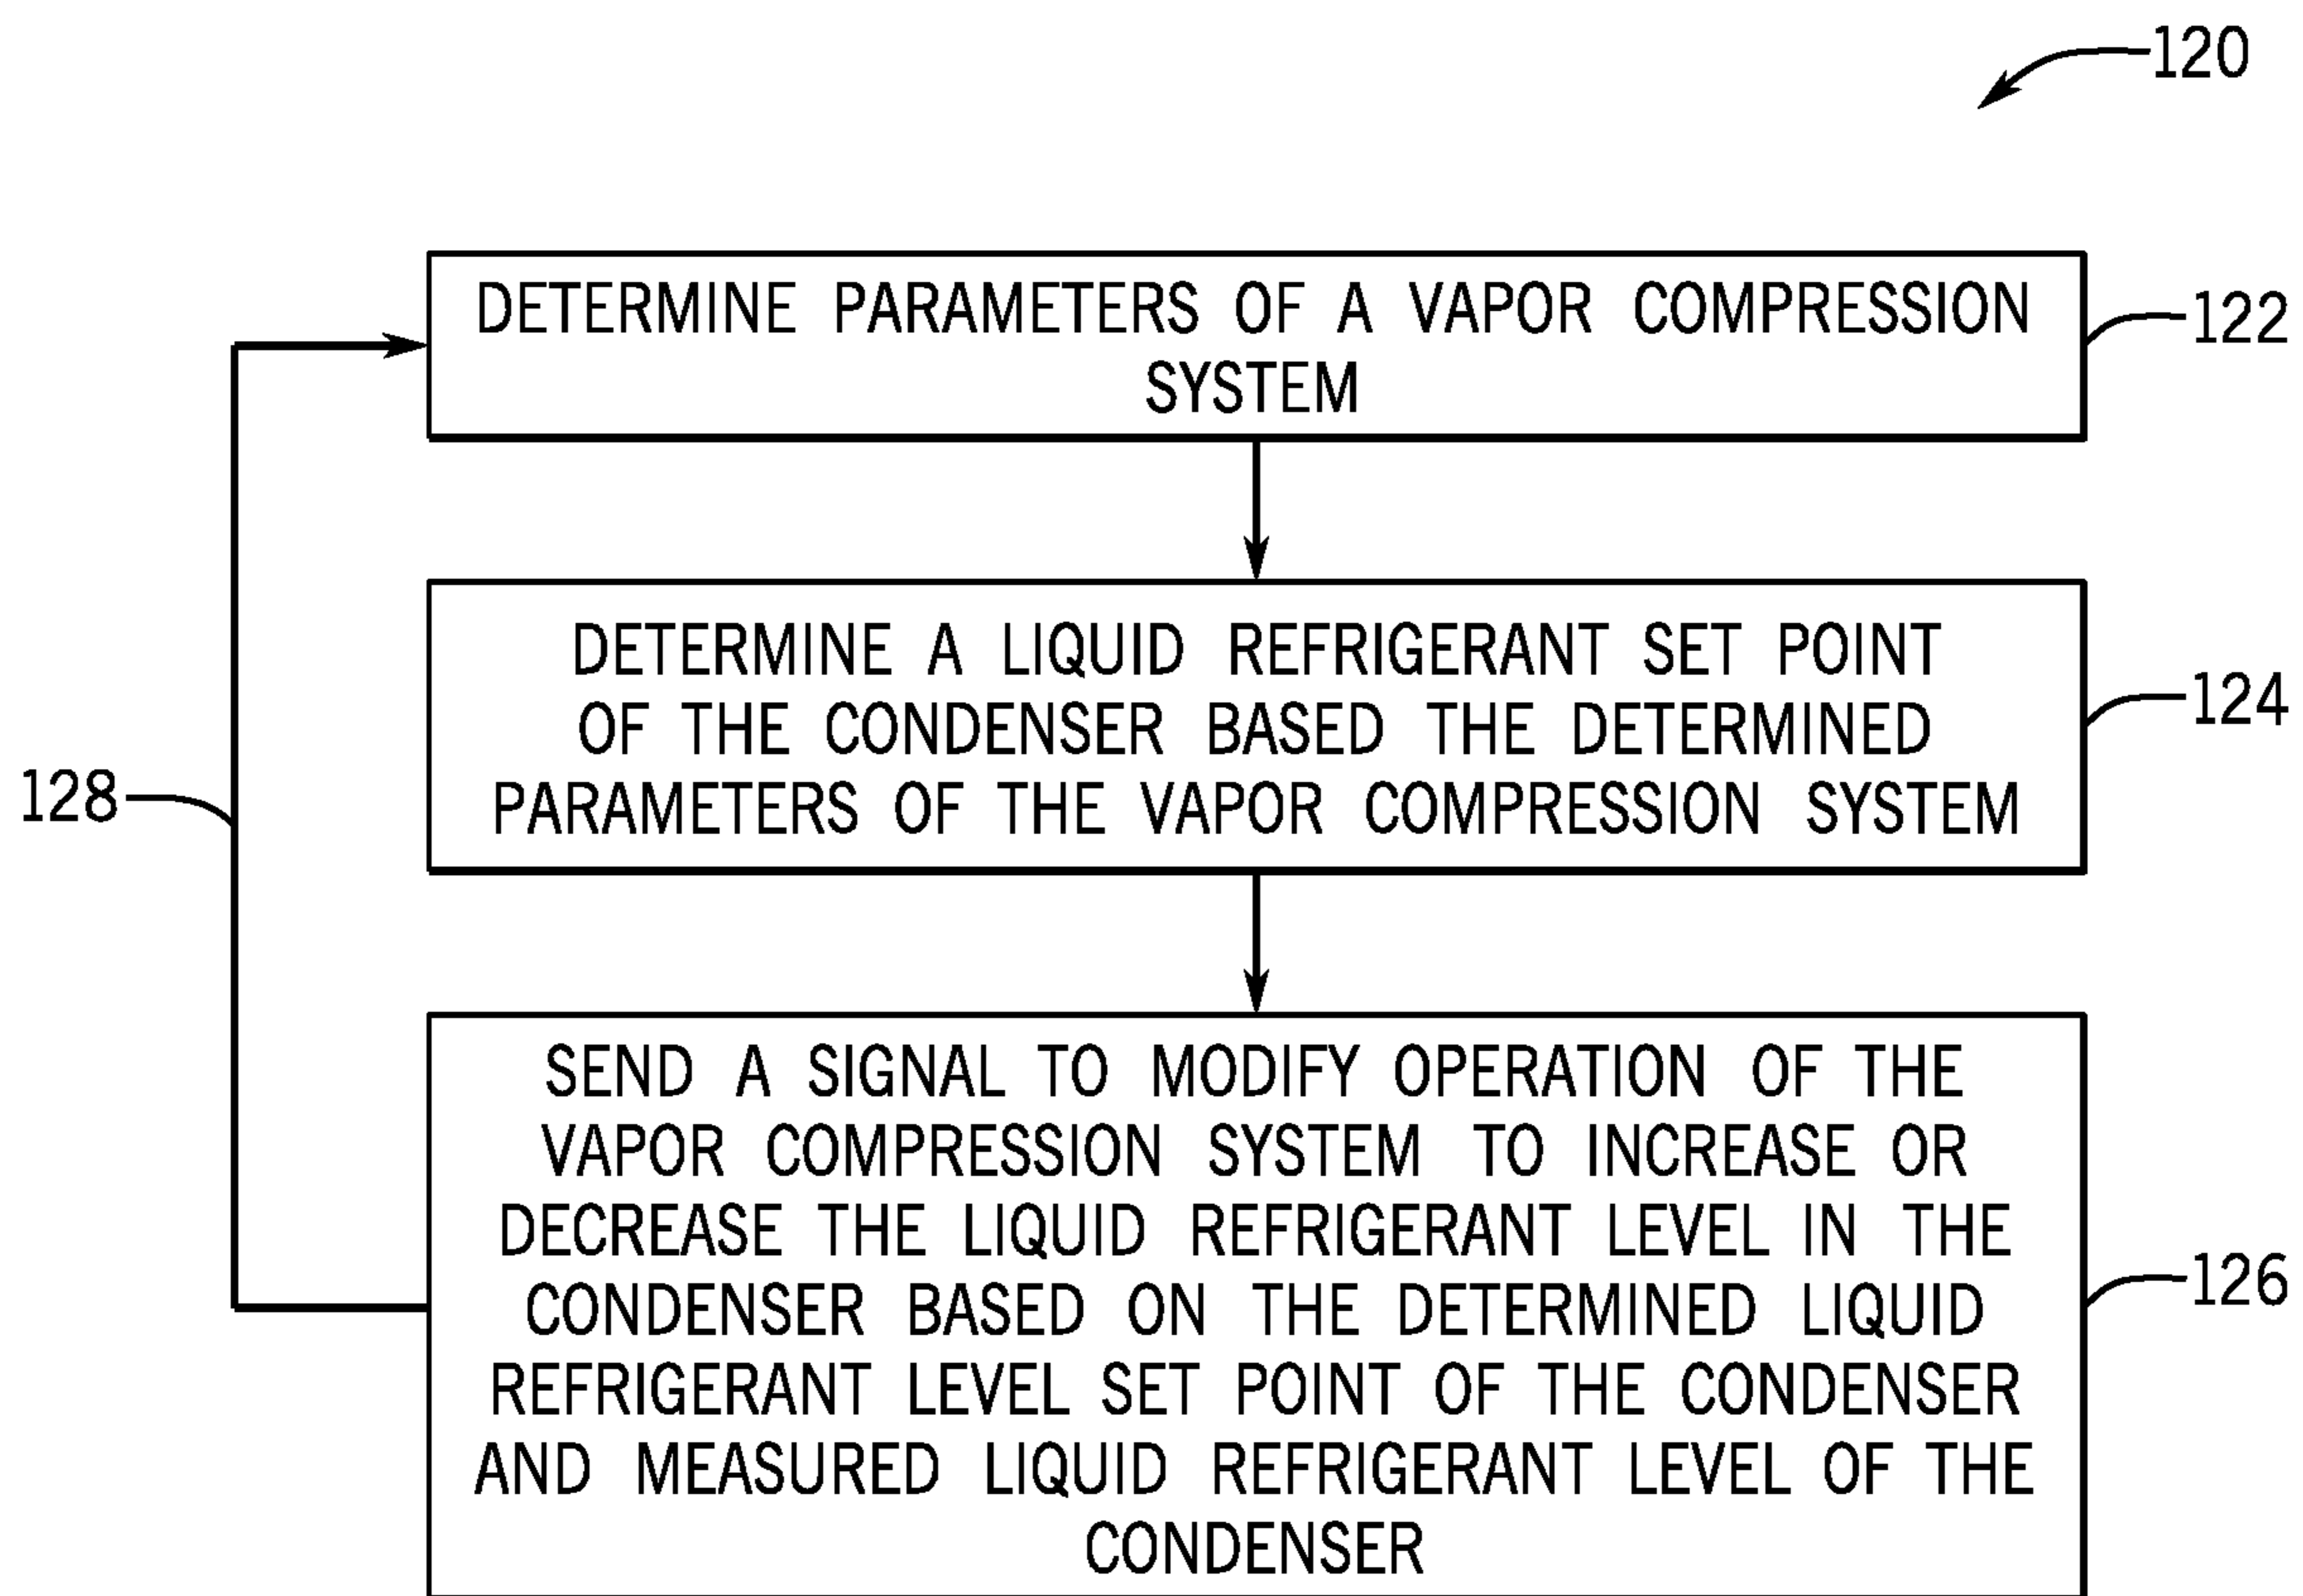 120
DETERMINE PARAMETERS OF A VAPOR COMPRESSION
SYSTEM
122
DETERMINE A LIQUID REFRIGERANT SET POINT
OF THE CONDENSER BASED THE DETERMINED
PARAMETERS OF THE VAPOR COMPRESSION SYSTEM
124
128
SEND A SIGNAL TO MODIFY OPERATION OF THE
VAPOR COMPRESSION SYSTEM TO INCREASE OR
DECREASE THE LIQUID REFRIGERANT LEVEL IN THE
CONDENSER BASED ON THE DETERMINED LIQUID
REFRIGERANT LEVEL SET POINT OF THE CONDENSER
AND MEASURED LIQUID REFRIGERANT LEVEL OF THE
CONDENSER
126